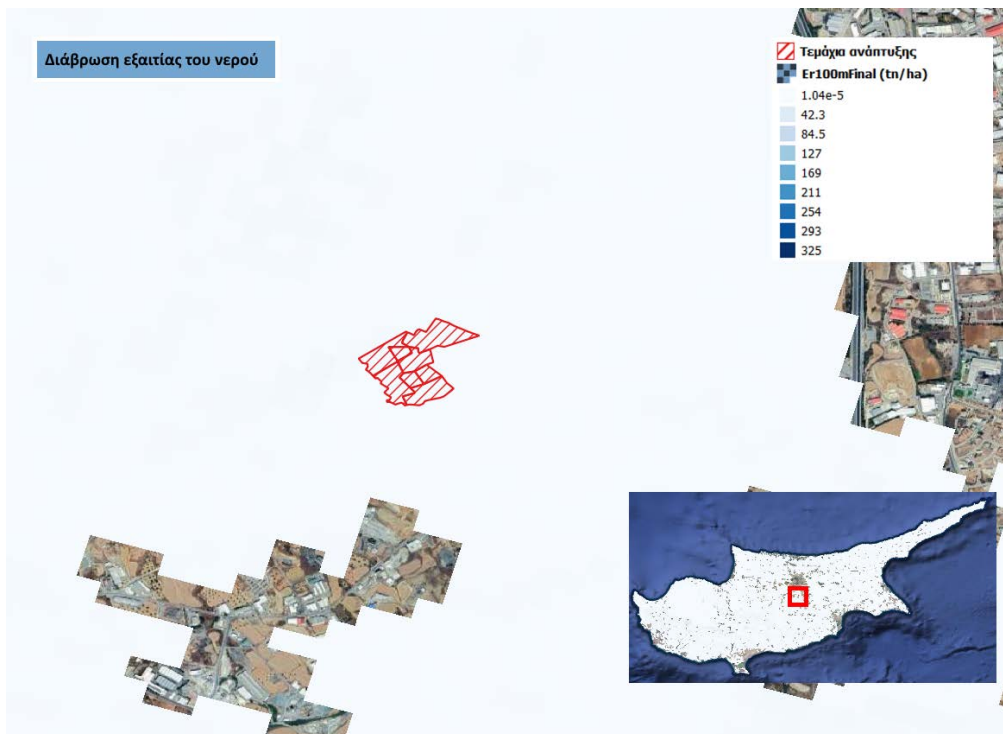 Διάβρωση εξαιτίας του νερού
Τεμάχια ανάπτυξης
Er100mFinal (tn/ha)
1.04e-5
42.3
84.5
127
169
211
254
293
325